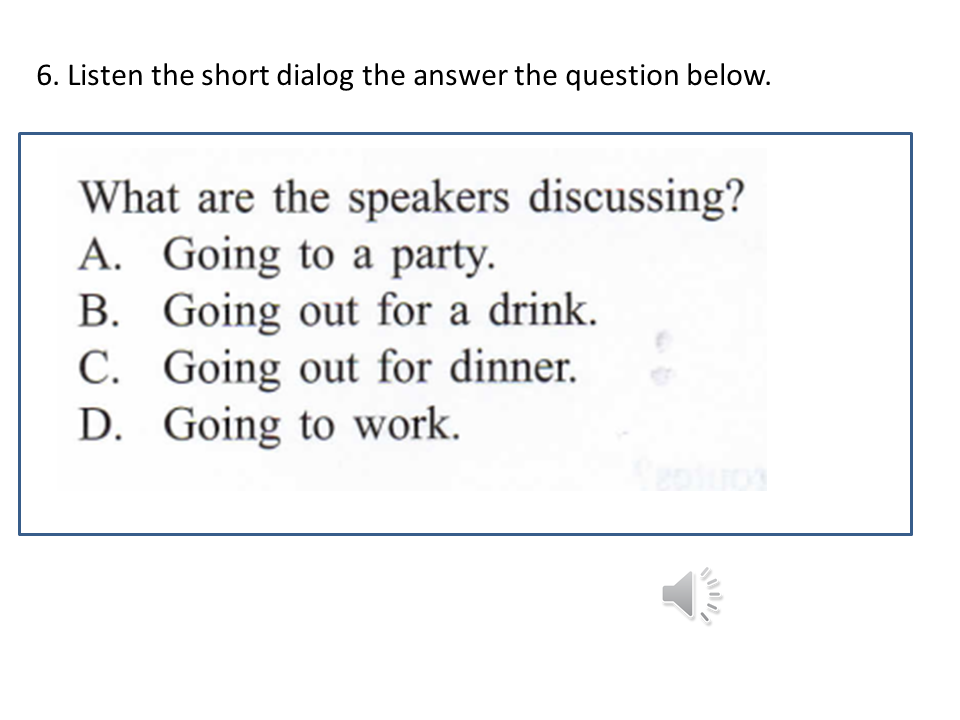 6. Listen the short dialog the answer the question below.
What are the speakers discussing?
A. Going to a party.
B. Going out for a drink.
C. Going out for dinner.
D. Going to work.